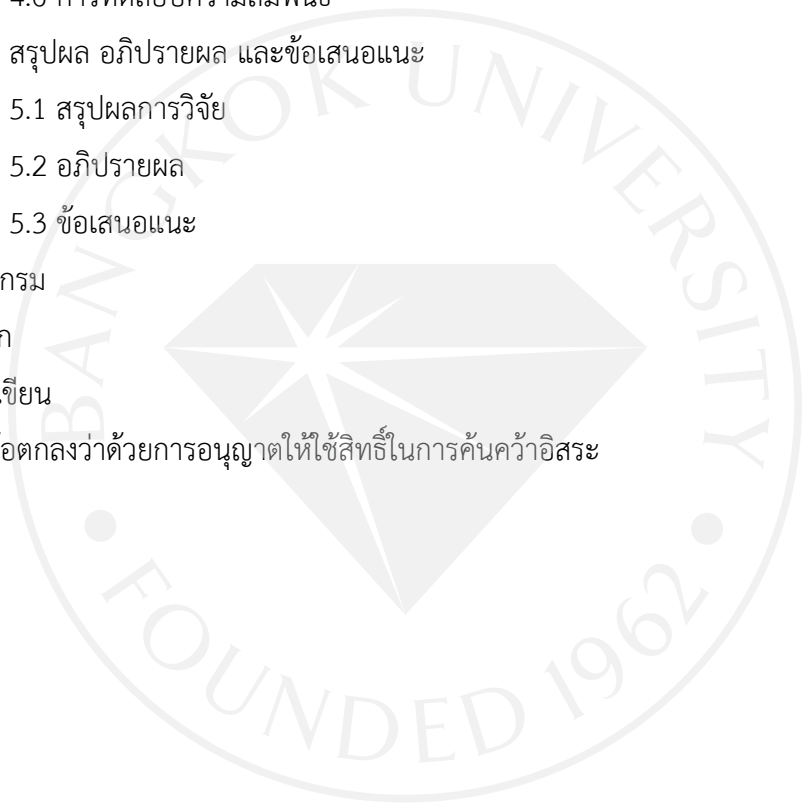 สรุปผล อภิปรายผล และข้อเสนอแนะ
5.1 สรุปผลการวิจัย
5.2 อภิปรายผล
5.3 ข้อเสนอแนะ
กรม
ก
เขียน
อตกลงว่าด้วยการอนุญาตให้ใช้สิทธิ์ในการค้นคว้าอิสระ
BANGKOK UNIVERSITY
FOUNDED 1962